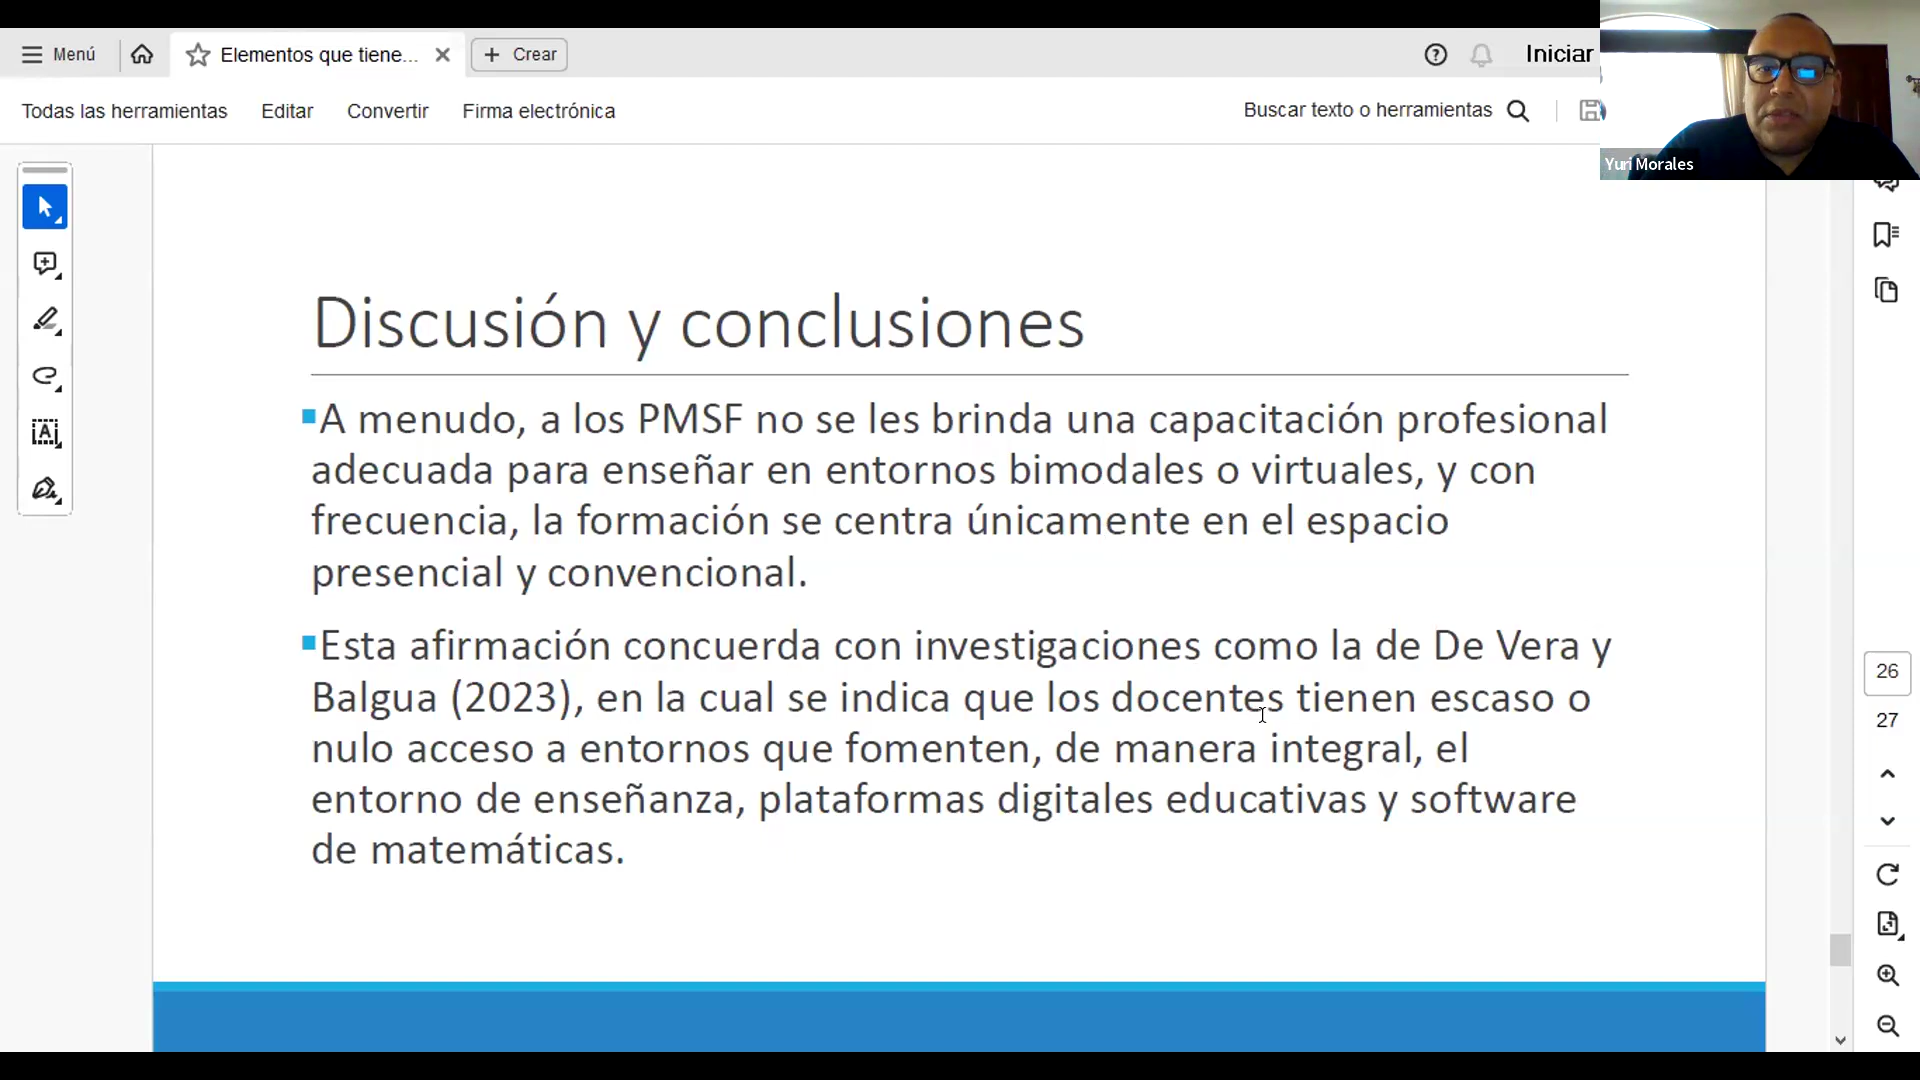 Menú
Elementos que tiene...
Crear
Iniciar
Todas las herramientas
Editar
Convertir
Firma electrónica
Buscar texto o herramientas
Yuri Morales
Discusión y conclusiones
A menudo, a los PMSF no se les brinda una capacitación profesional
adecuada para enseñar en entornos bimodales o virtuales, y con
frecuencia, la formación se centra únicamente en el espacio
presencial y convencional.
Esta afirmación concuerda con investigaciones como la de De Vera y
Balgua (2023), en la cual se indica que los docentes tienen escaso o
nulo acceso a entornos que fomenten, de manera integral, el
entorno de enseñanza, plataformas digitales educativas y software
de matemáticas.
26
27